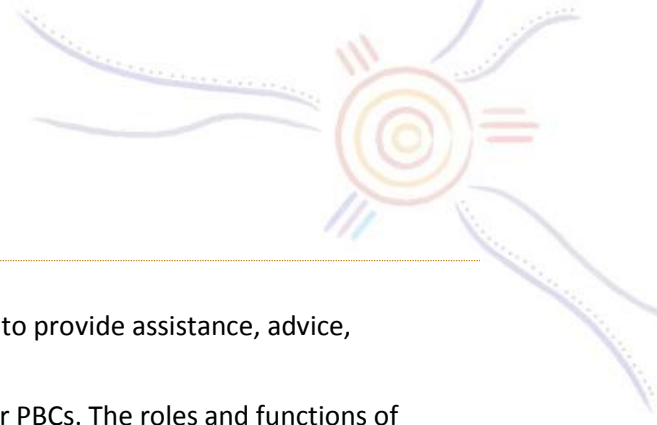 to provide assistance, advice,
r PBCs. The roles and functions of